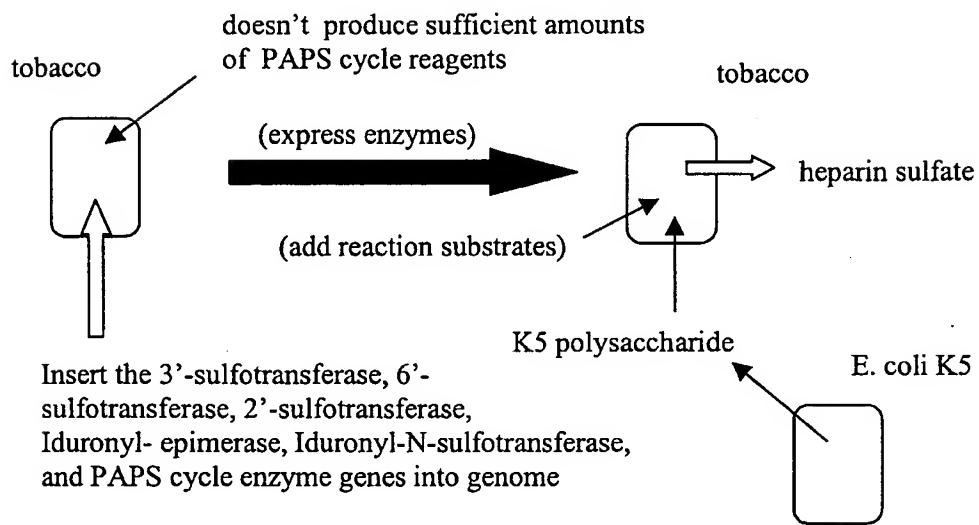 doesn't produce sufficient amounts
of PAPS cycle reagents
tobacco
tobacco
(express enzymes)
heparin sulfate
(add reaction substrates)
K5 polysaccharide
E. coli K5
Insert the 3'-sulfotransferase, 6'-
sulfotransferase, 2'-sulfotransferase,
Iduronyl- epimerase, Iduronyl-N-sulfotransferase,
and PAPS cycle enzyme genes into genome